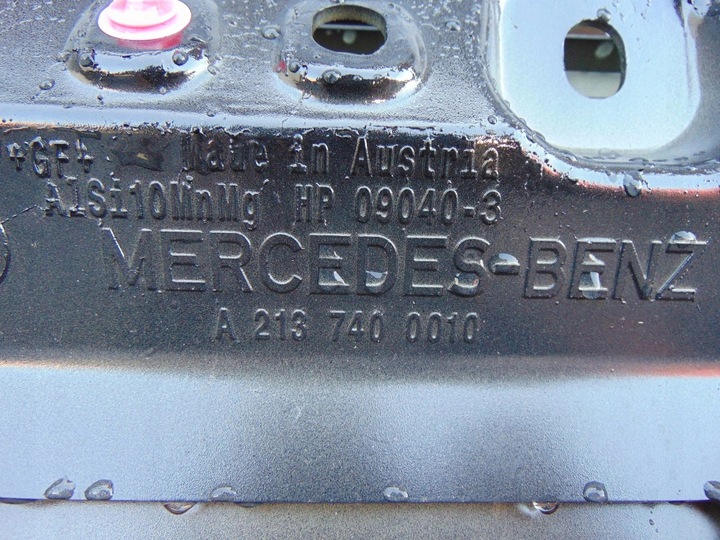 +GF+ Made in Austria
AlSi10MnMg HP 09040-3
MERCEDES-BENZ
A 213 740 0010